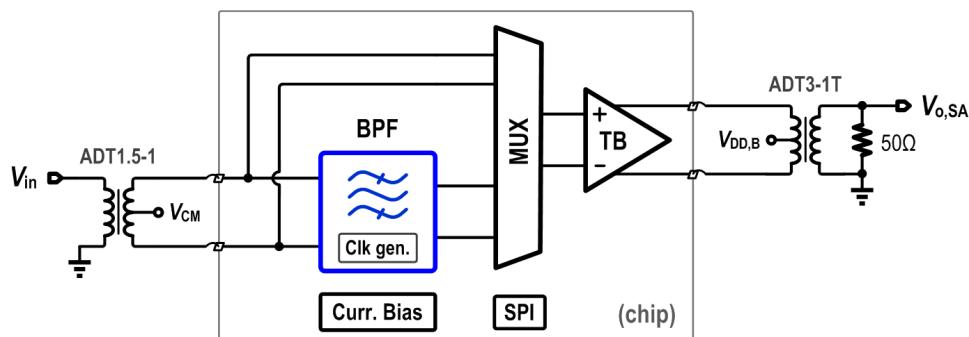 ADT1.5-1
Vin
VCM
BPF
Clk gen.
Curr. Bias
MUX
SPI
+
TB
−
(chip)
ADT3-1T
VDD,B
Vo,SA
50Ω